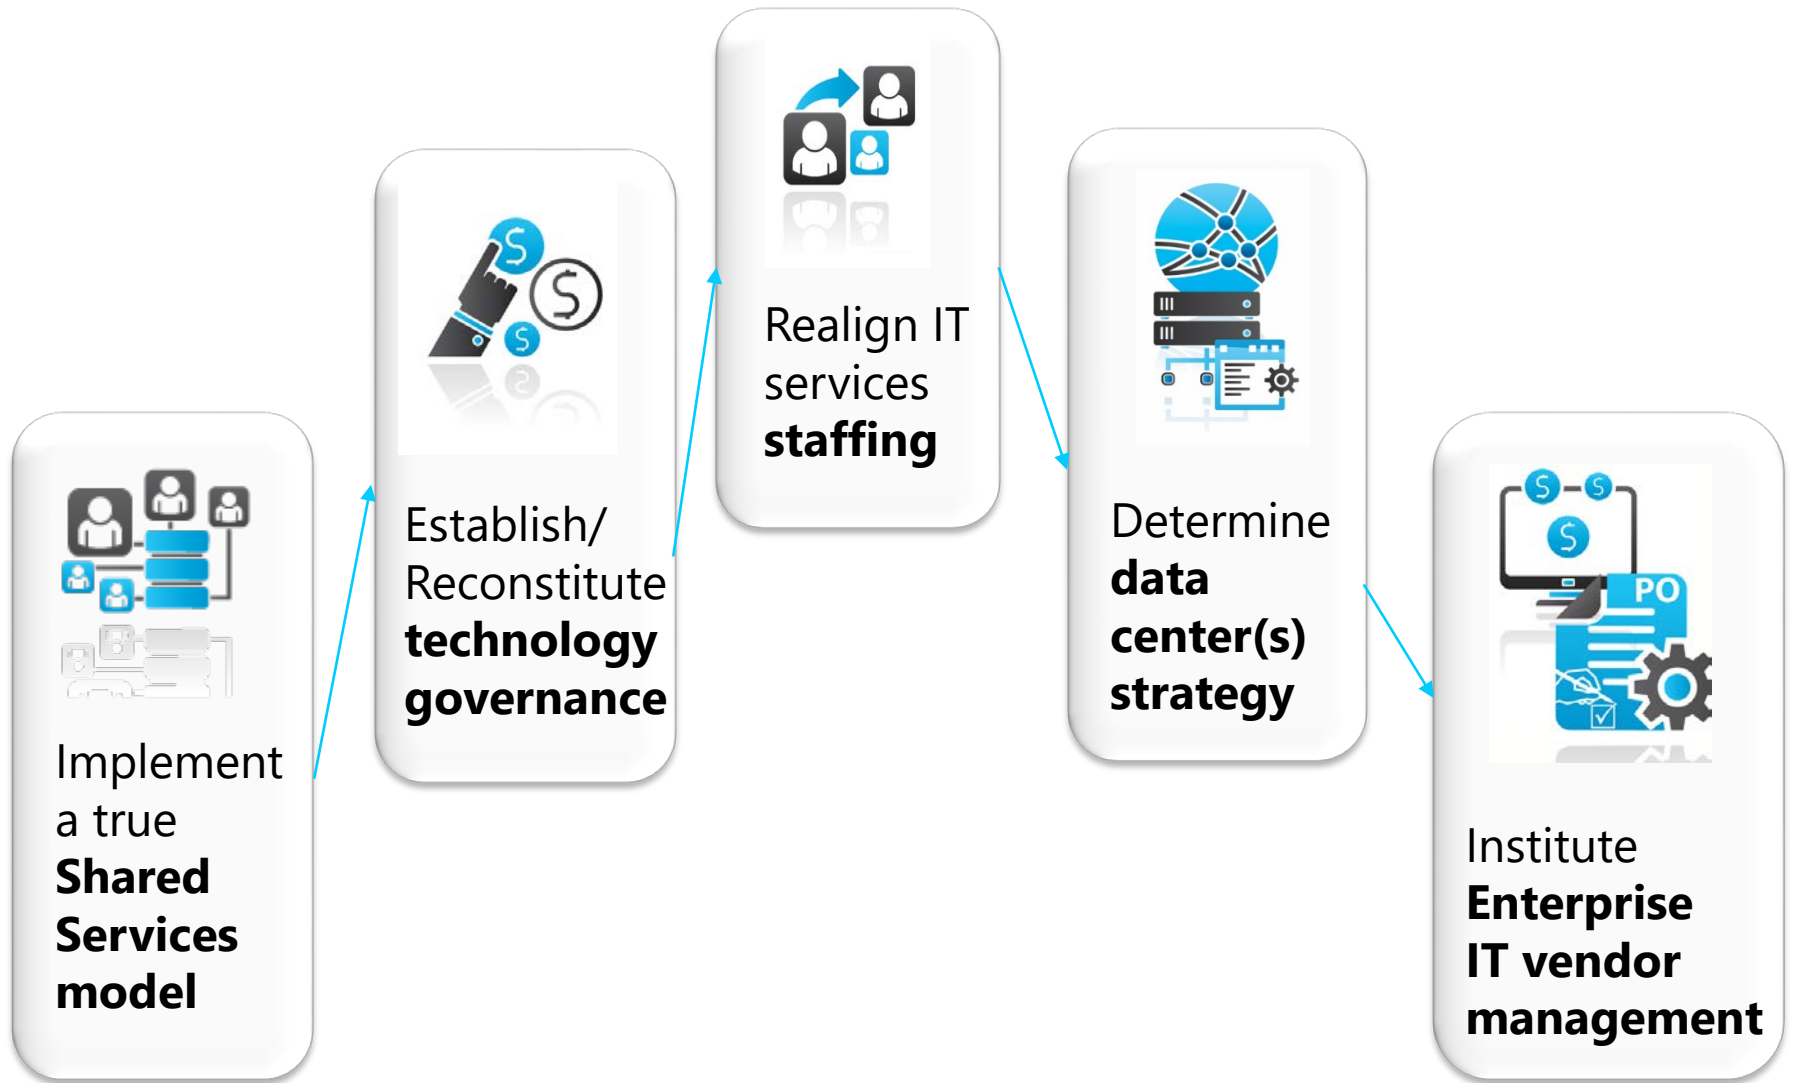 Implement
a true
Shared
Services
model
Establish/
Reconstitute
technology
governance
Realign IT
services
staffing
Determine
data
center(s)
strategy
PO
Institute
Enterprise
IT vendor
management